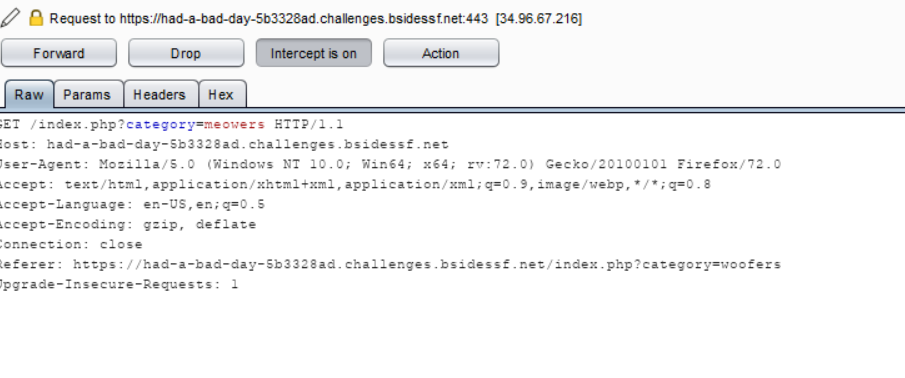 Request to https://had-a-bad-day-5b3328ad.challenges.bsidessf.net:443 [34.96.67.216]
Forward Drop Intercept is on Action
Raw Params Headers Hex
GET /index.php?category=meowers HTTP/1.1
Host: had-a-bad-day-5b3328ad.challenges.bsidessf.net
User-Agent: Mozilla/5.0 (Windows NT 10.0; Win64; x64; rv:72.0) Gecko/20100101 Firefox/72.0
Accept: text/html,application/xhtml+xml,application/xml;q=0.9,image/webp,*/*;q=0.8
Accept-Language: en-US,en;q=0.5
Accept-Encoding: gzip, deflate
Connection: close
Referer: https://had-a-bad-day-5b3328ad.challenges.bsidessf.net/index.php?category=woofers
Upgrade-Insecure-Requests: 1